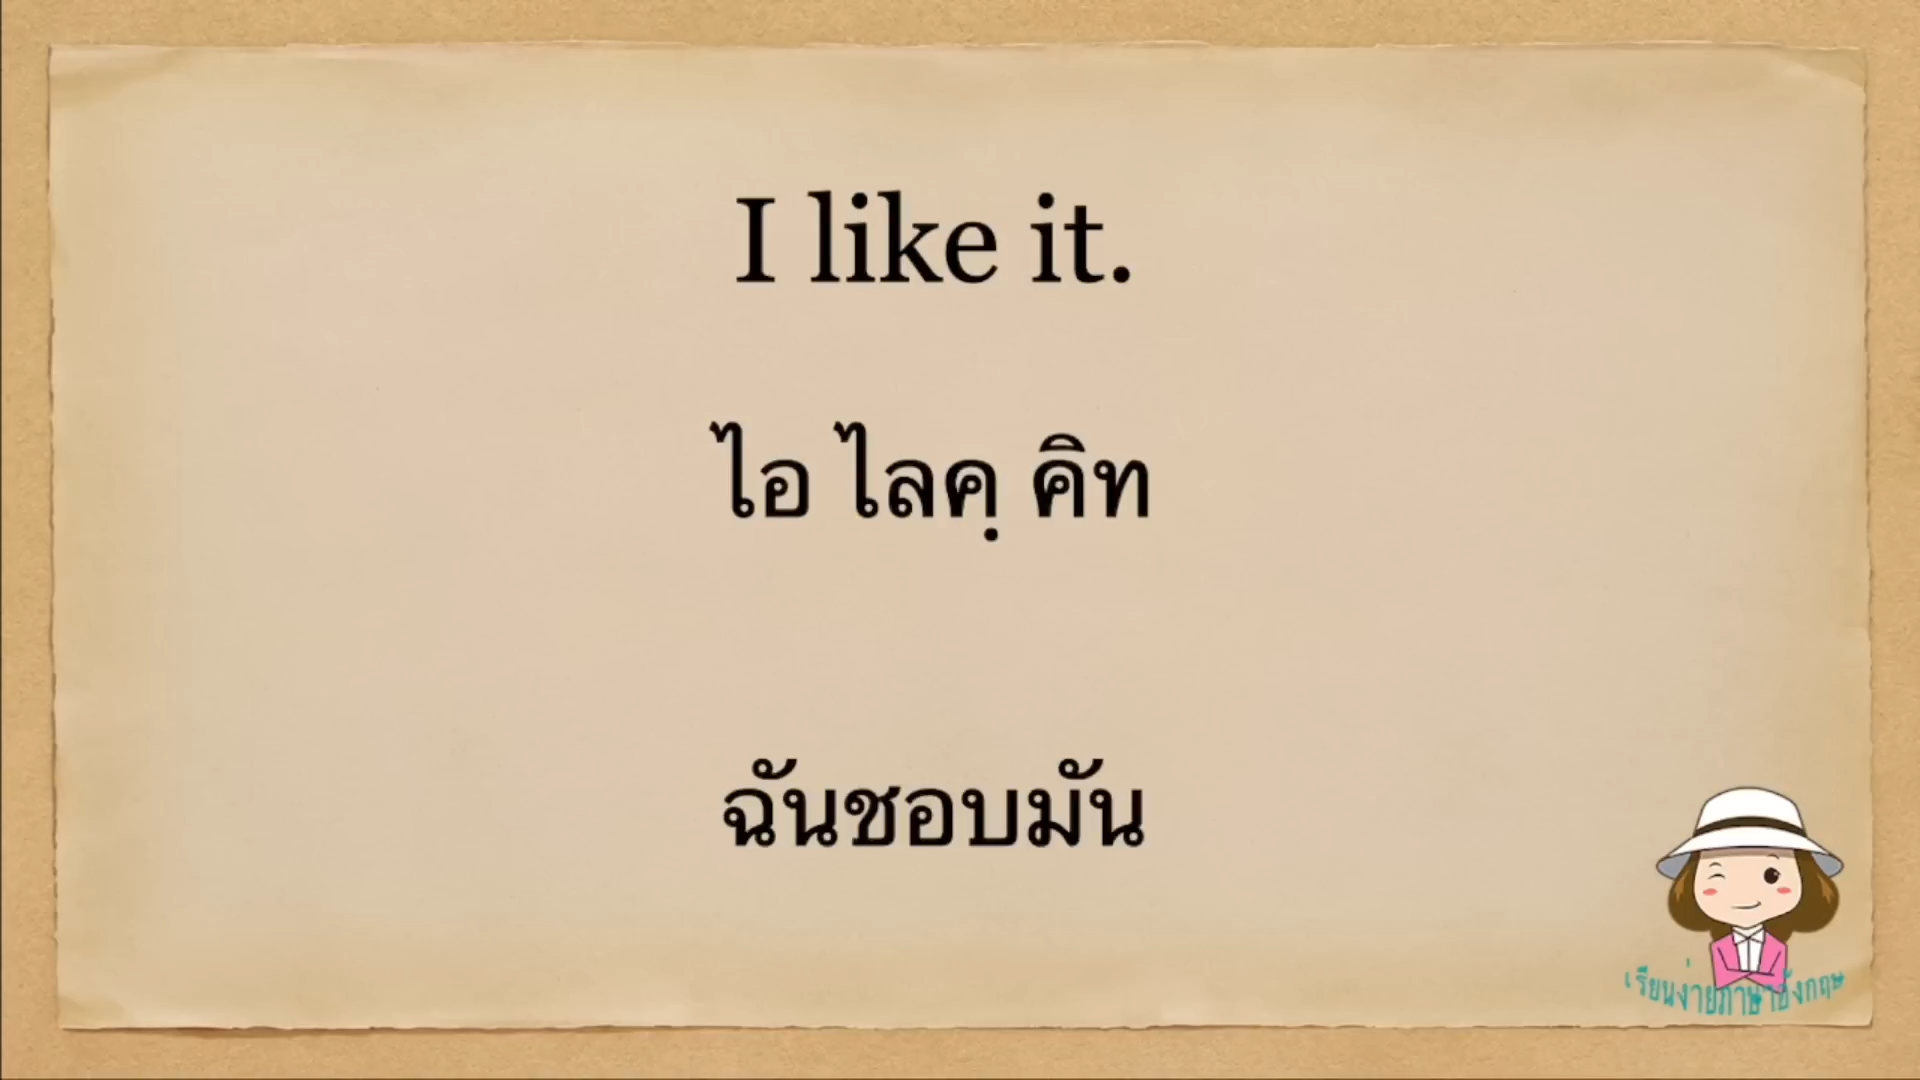 I like it.
ไอ ไลคฺ คิท
ฉันชอบมัน
เรียนง่ายภาษาอังกฤษ